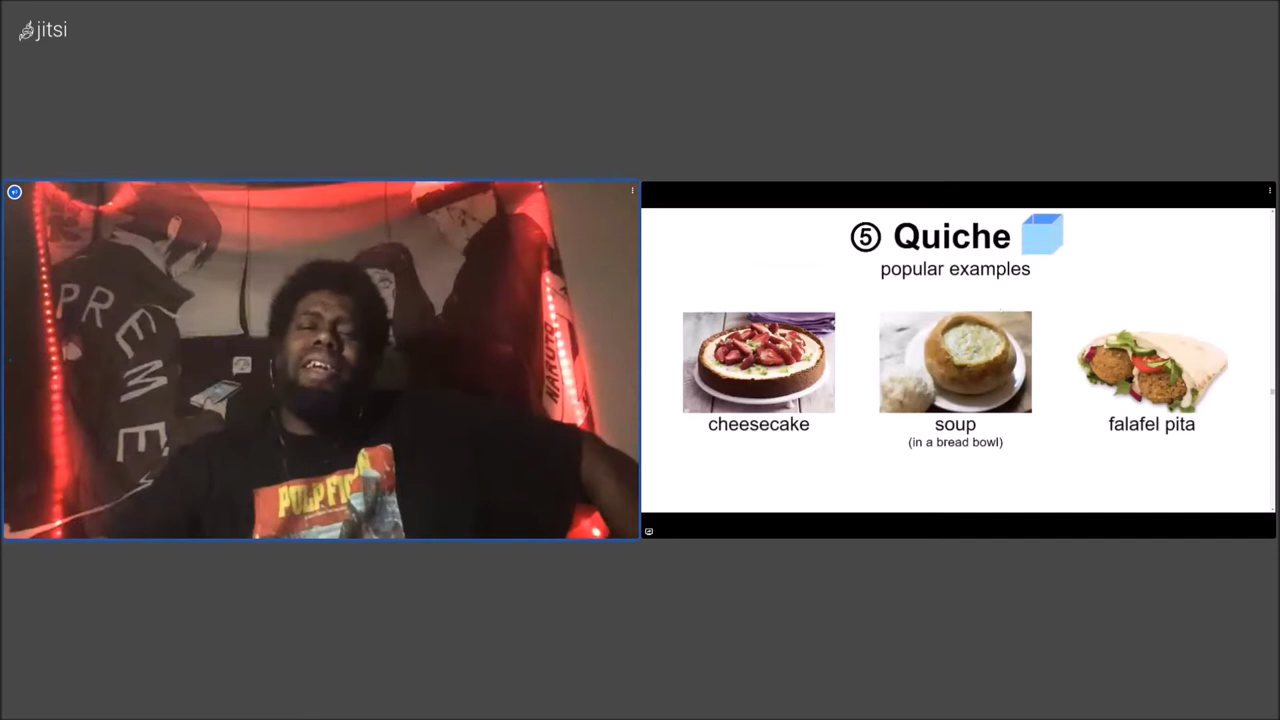 jitsi
PREME
NARUTO
PULP FIC
⑤ Quiche
popular examples
cheesecake
soup
(in a bread bowl)
falafel pita